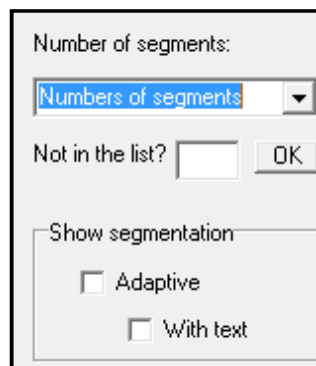 Number of segments:
Numbers of segments
Not in the list? OK
Show segmentation
Adaptive
With text